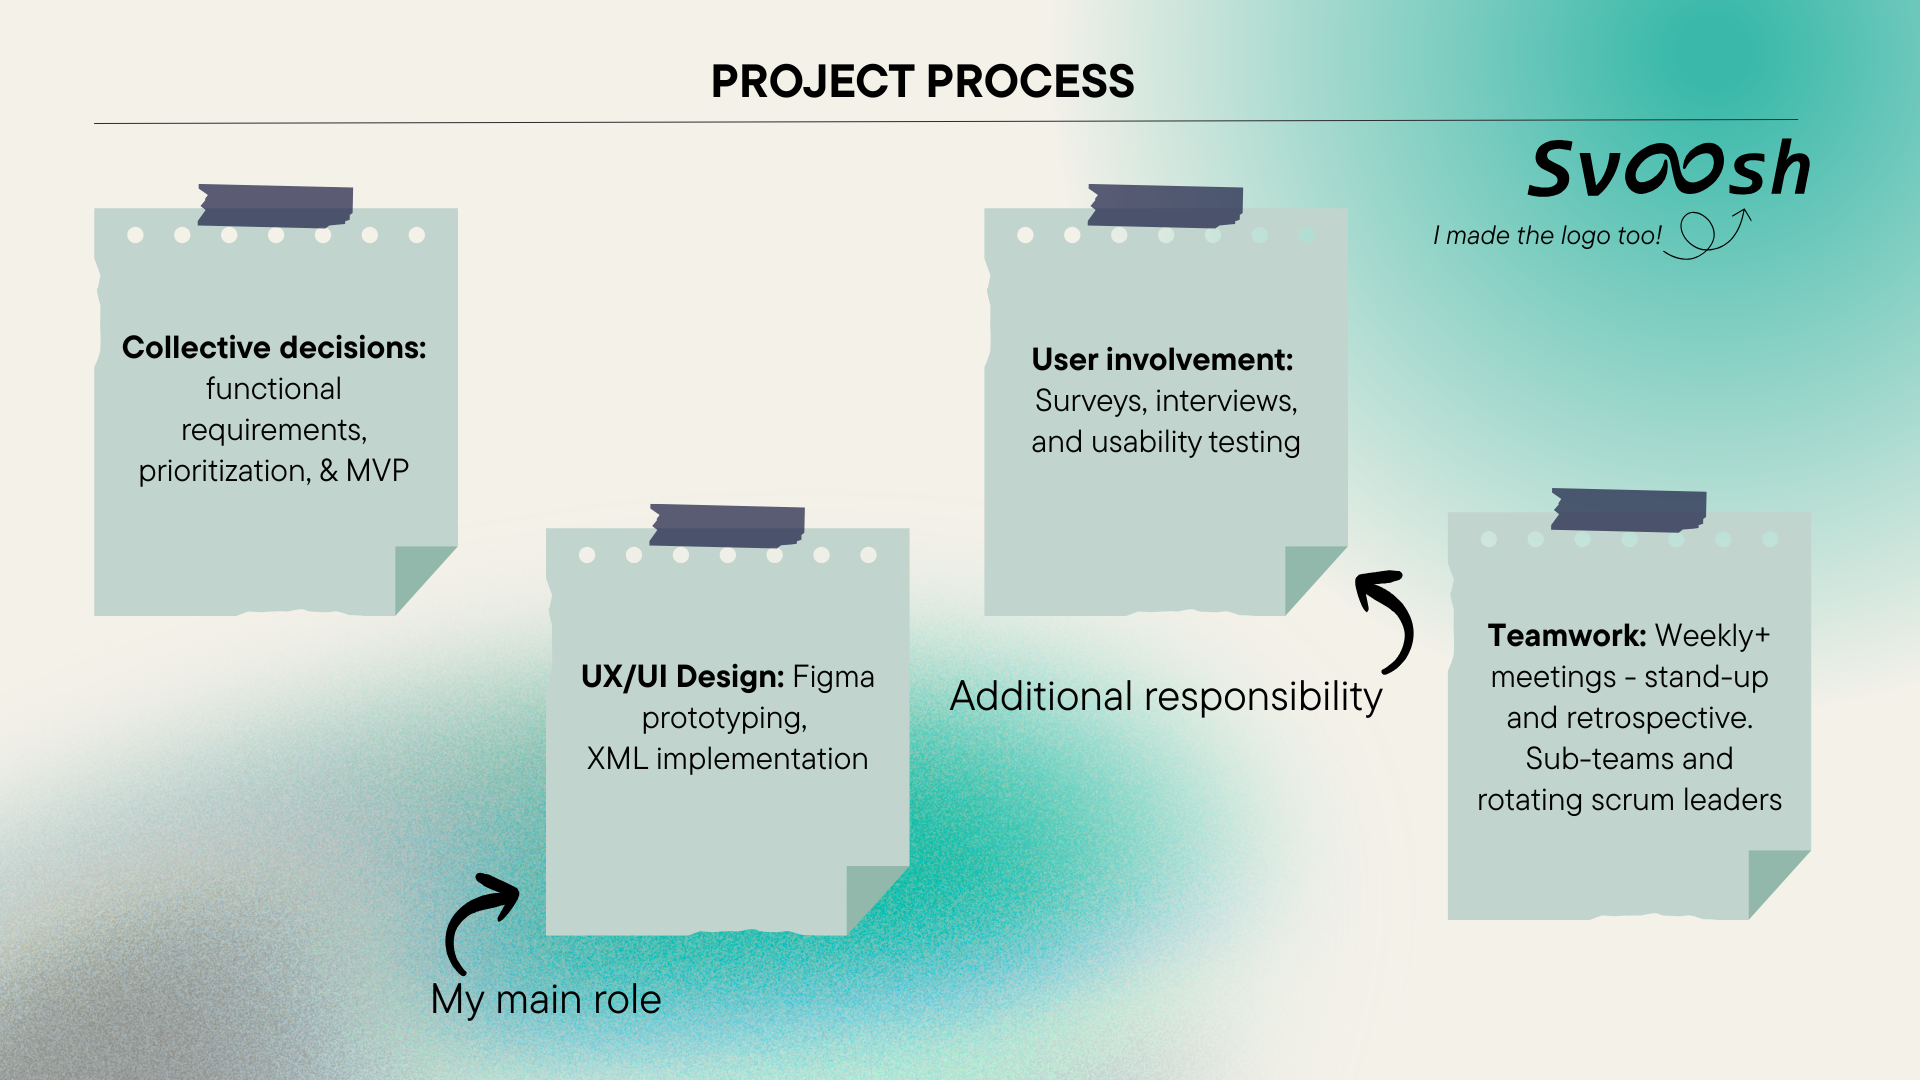 PROJECT PROCESS
Svoosh
I made the logo too!
Collective decisions:
functional
requirements,
prioritization, & MVP
UX/UI Design: Figma
prototyping,
XML implementation
My main role
User involvement:
Surveys, interviews,
and usability testing
Additional responsibility
Teamwork: Weekly+
meetings - stand-up
and retrospective.
Sub-teams and
rotating scrum leaders